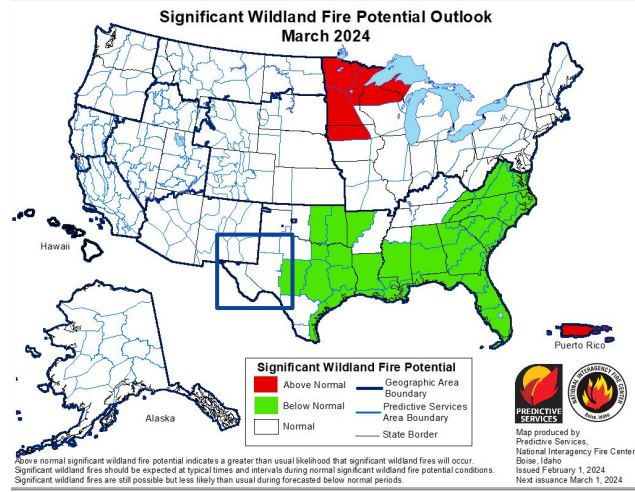 Significant Wildland Fire Potential Outlook
March 2024
Hawaii
Alaska
Puerto Rico
Significant Wildland Fire Potential
Above Normal
Below Normal
Normal
Geographic Area
Boundary
Predictive Services
Area Boundary
State Border
PREDICTIVE
SERVICES
NATIONAL INTERAGENCY FIRE CENTER
Boise, Idaho
Map produced by
Predictive Services,
National Interagency Fire Center
Boise, Idaho
Issued February 1, 2024
Next issuance March 1, 2024
Above normal significant wildland fire potential indicates a greater than usual likelihood that significant wildland fires will occur.
Significant wildland fires should be expected at typical times and intervals during normal significant wildland fire potential conditions.
Significant wildland fires are still possible but less likely than usual during forecasted below normal periods.